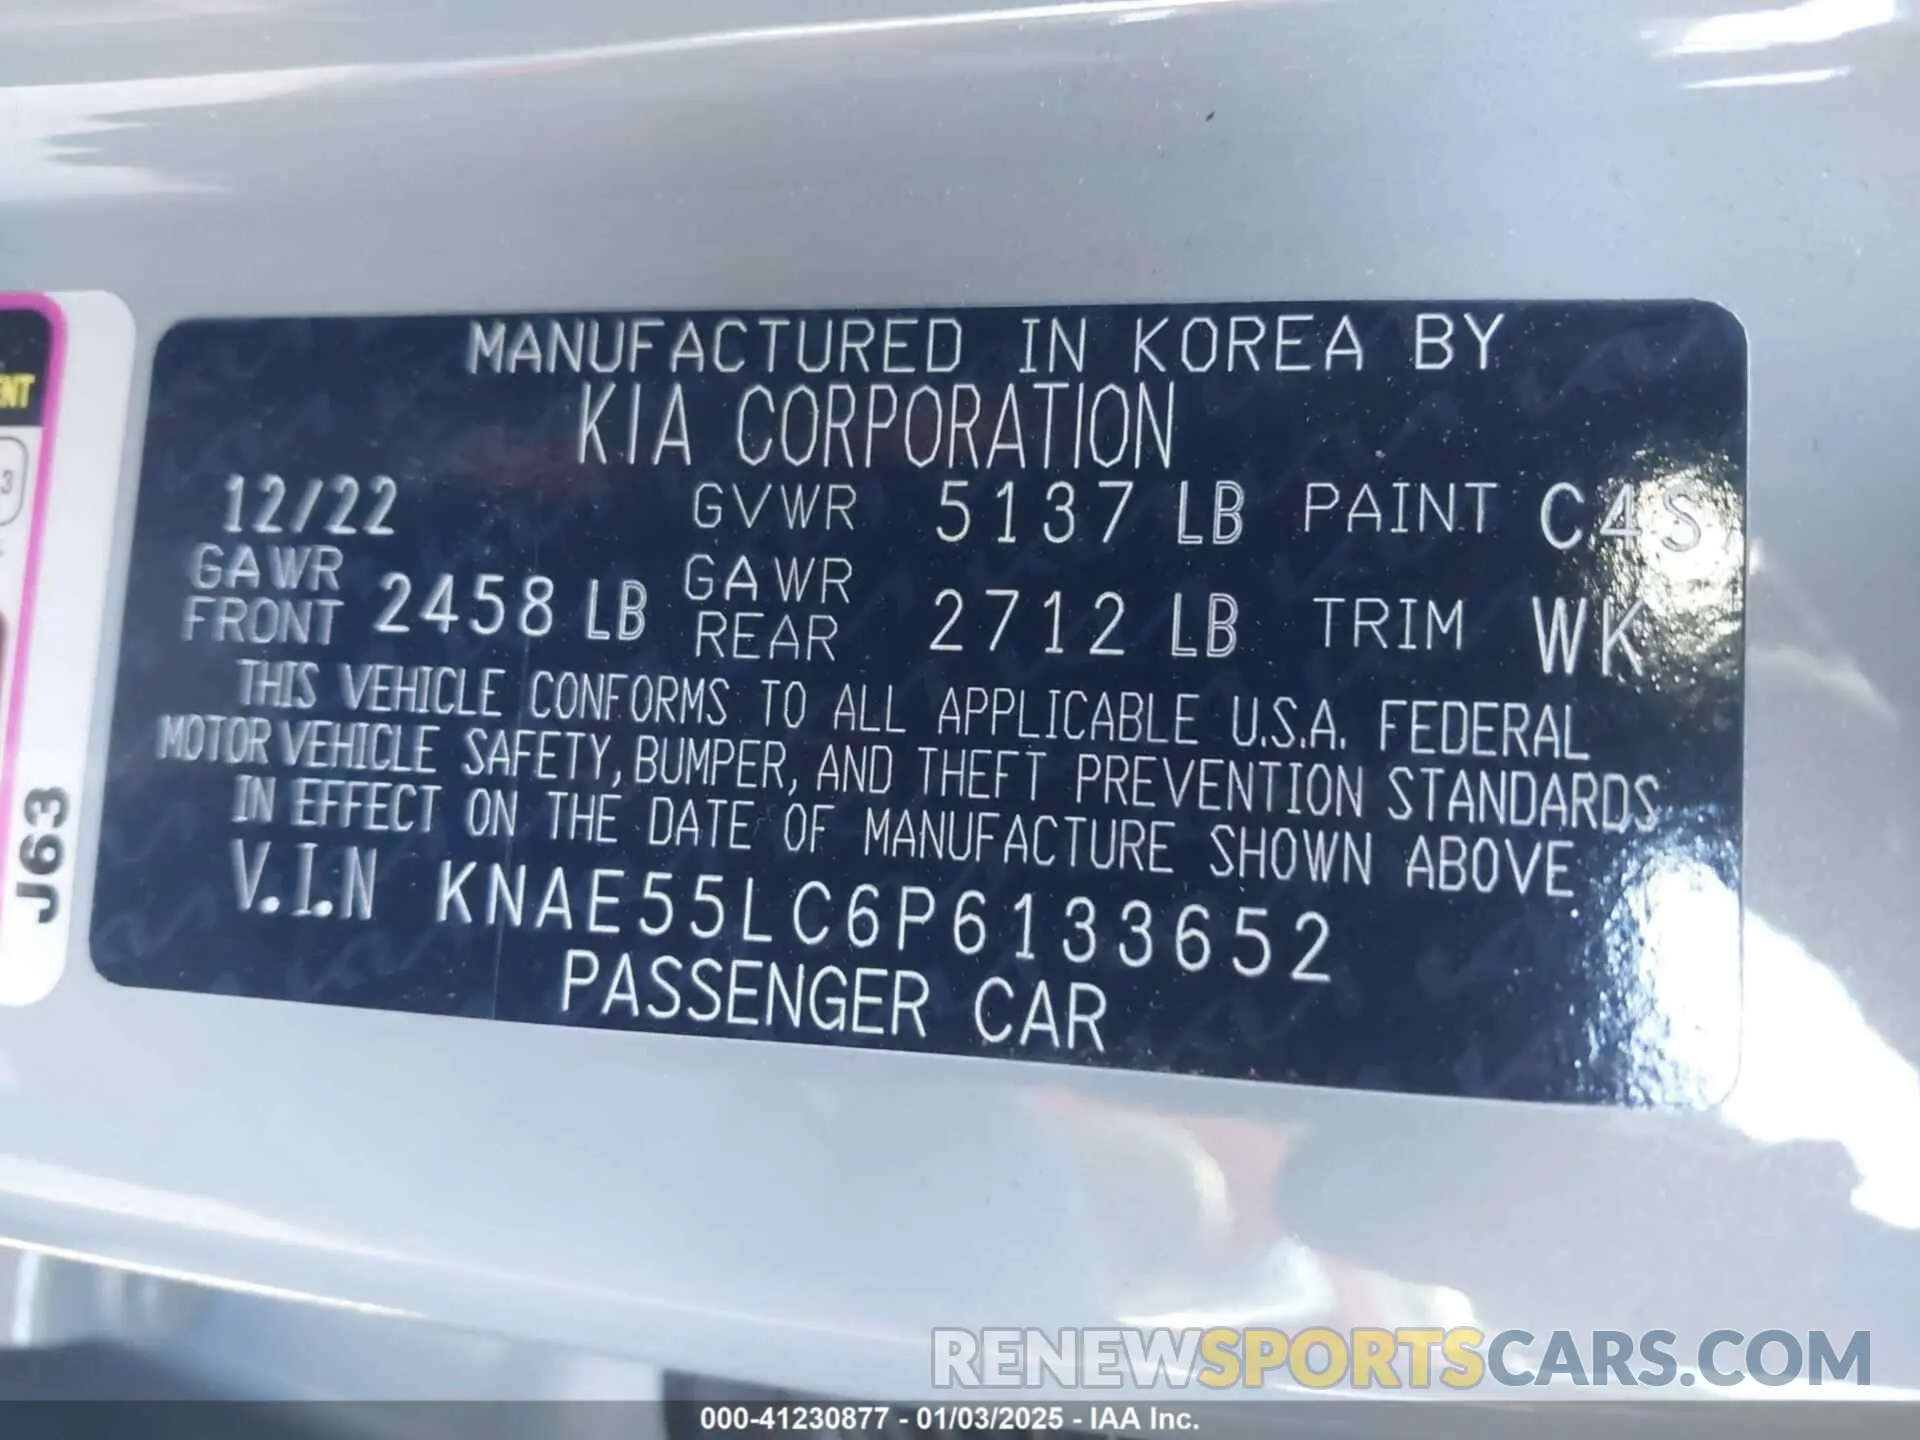 MANUFACTURED IN KOREA BY
KIA CORPORATION
12/22 GVWR 5137 LB PAINT C4S
GAWR FRONT 2458 LB GAWR REAR 2712 LB TRIM WK
THIS VEHICLE CONFORMS TO ALL APPLICABLE U.S.A. FEDERAL
MOTOR VEHICLE SAFETY, BUMPER, AND THEFT PREVENTION STANDARDS
IN EFFECT ON THE DATE OF MANUFACTURE SHOWN ABOVE
V.I.N KNAE55LC6P6133652
PASSENGER CAR
J63
3
RENEWSPORTSCARS.COM
000-41230877 - 01/03/2025 - IAA Inc.